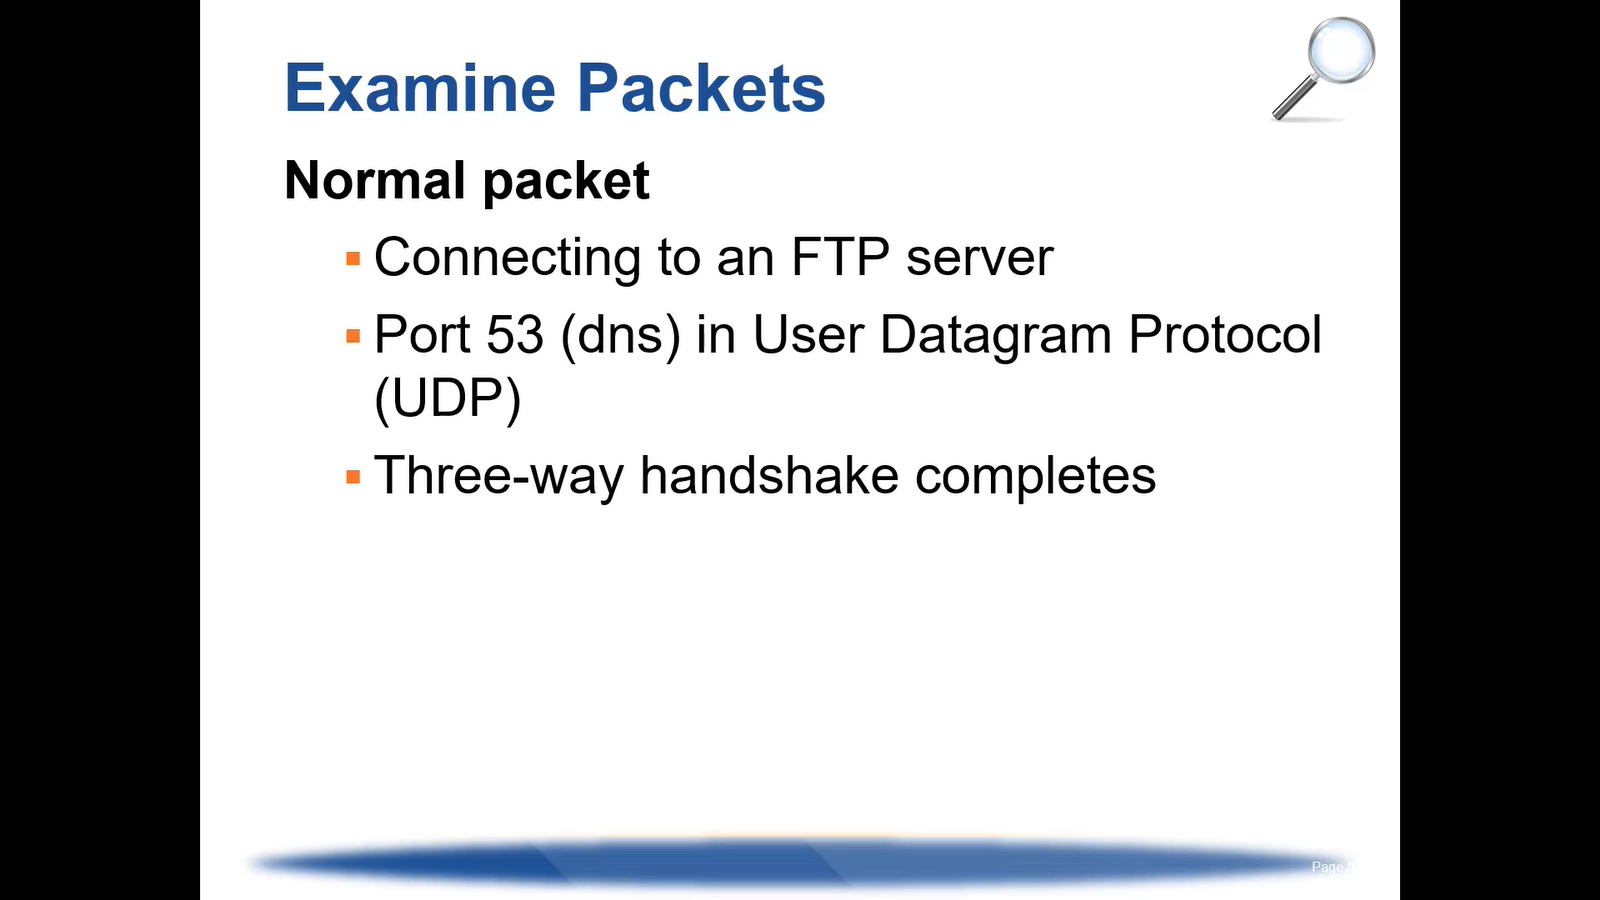 Examine Packets
Normal packet
▪ Connecting to an FTP server
▪ Port 53 (dns) in User Datagram Protocol
(UDP)
▪ Three-way handshake completes
Page